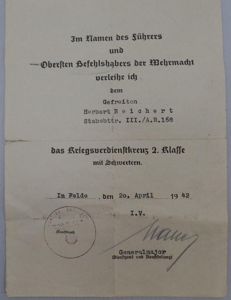 Im Namen des Führers
und
Obersten Befehlshabers der Wehrmacht
verleihe ich
dem
Gefreiten
Herbert Reichert
Stabsbttr. III./A.R.168
das Kriegsverdienstkreuz 2. Klasse
mit Schwertern.
Im Felde, den 20. April 1942
I.V.
Generalmajor
(Dienstgrad und Dienststellung)